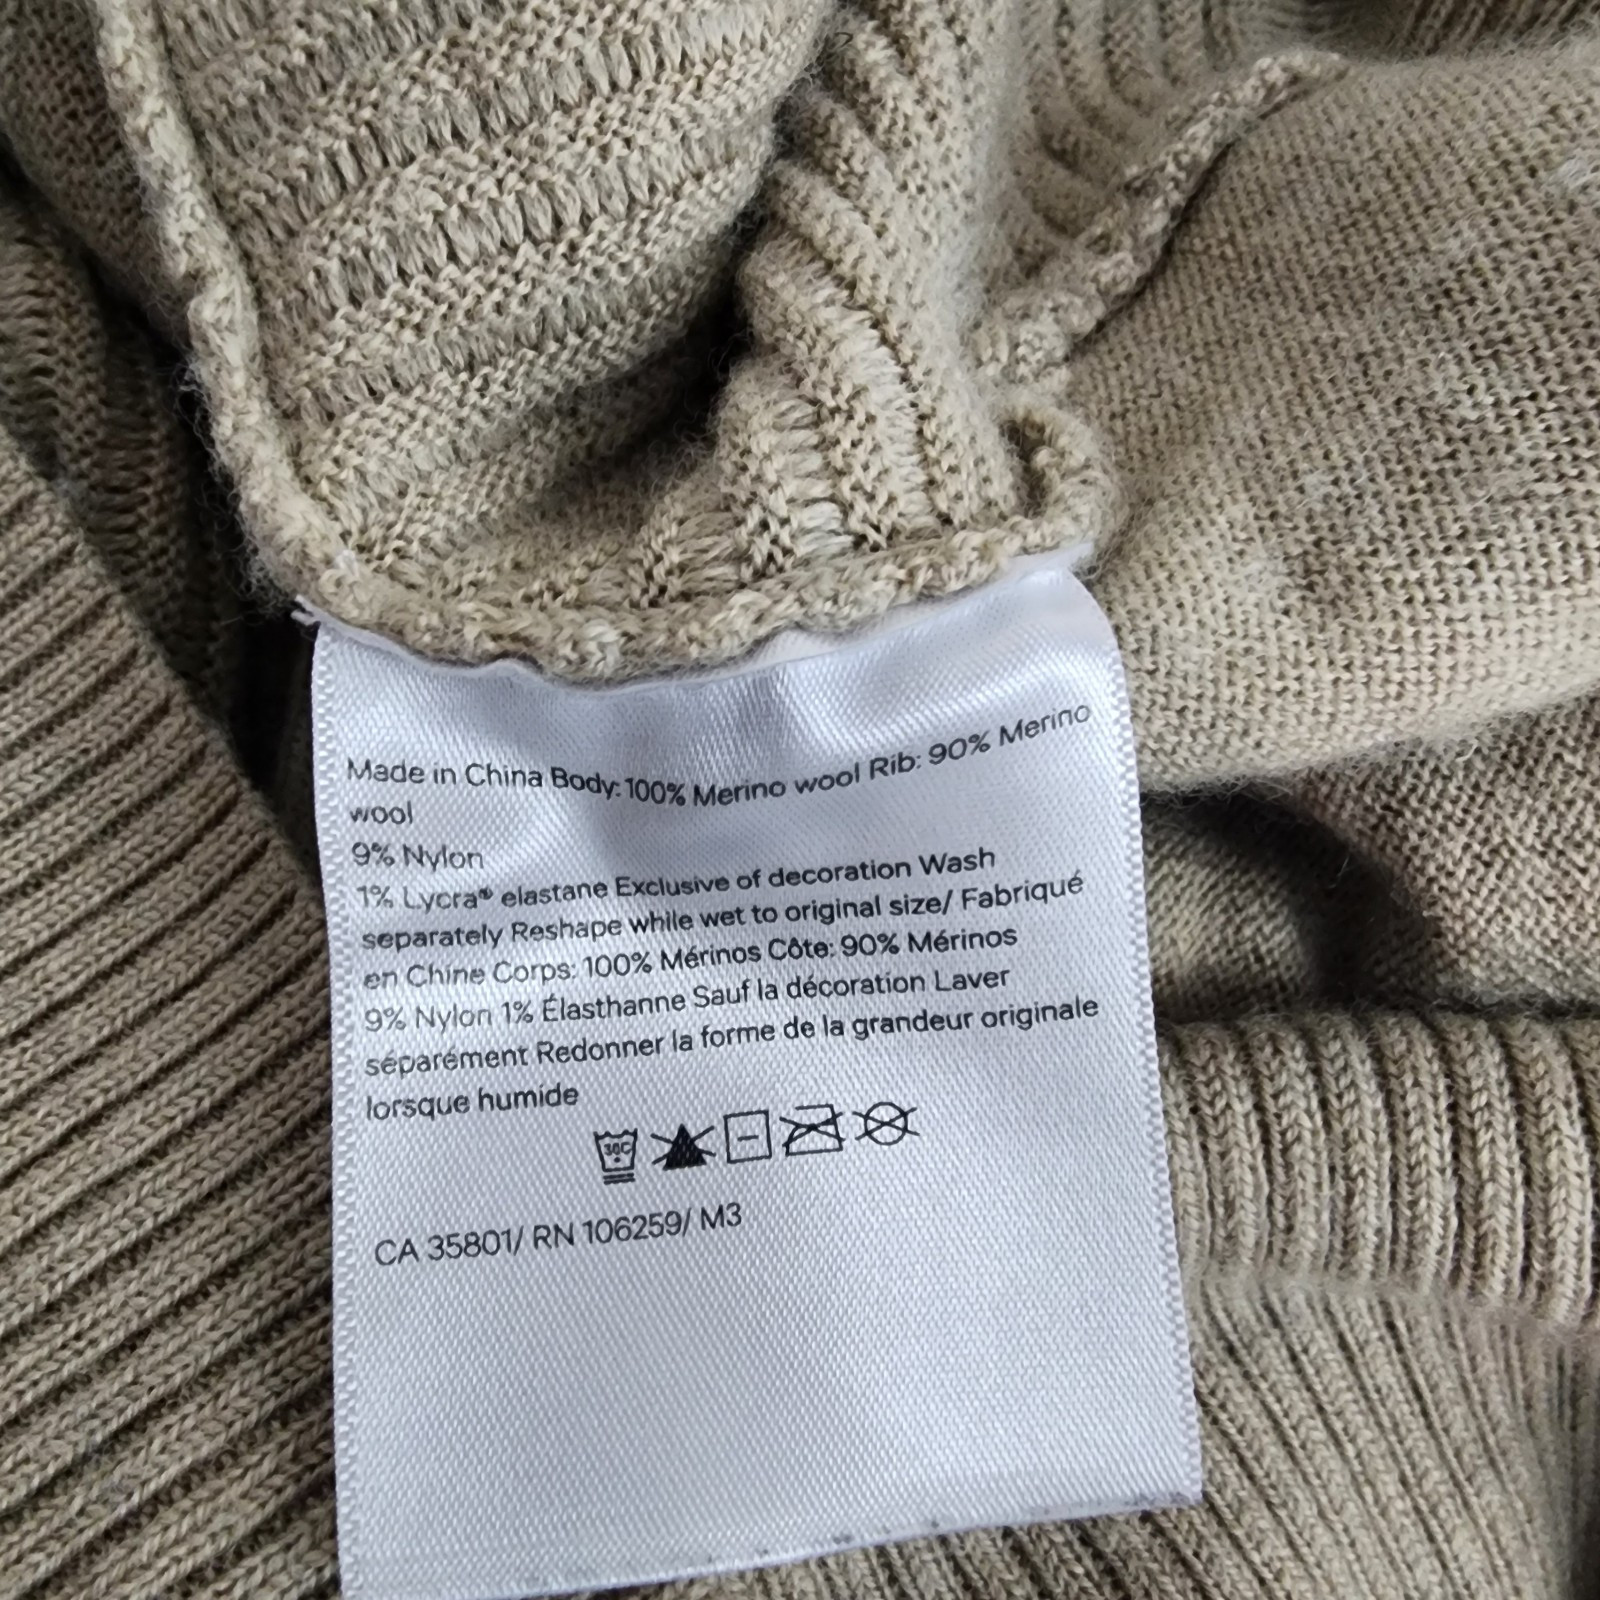 Made in China Body: 100% Merino wool Rib: 90% Merino
wool
9% Nylon
1% Lycra® elastane Exclusive of decoration Wash
separately Reshape while wet to original size/ Fabriqué
en Chine Corps: 100% Mérinos Côte: 90% Mérinos
9% Nylon 1% Élasthanne Sauf la décoration Laver
séparément Redonner la forme de la grandeur originale
lorsque humide
30C
CA 35801/ RN 106259/ M3